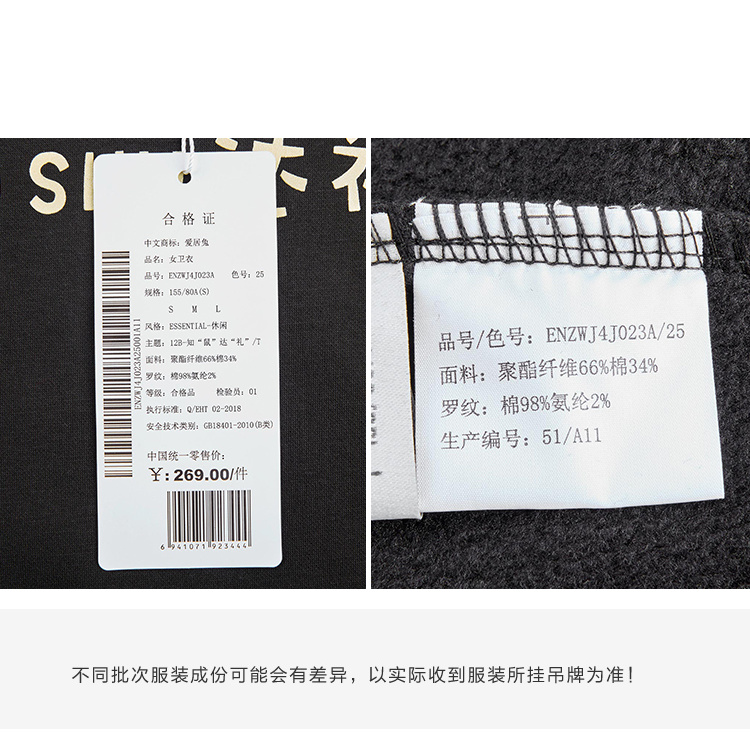 合格证
中文商标：爱居兔
品名：女卫衣
品号：ENZWJ4J023A 色号：25
规格：155/80A(S)
S M L
风格：ESSENTIAL-休闲
主题：12B-知“鼠”达“礼”/T
面料：聚酯纤维66%棉34%
罗纹：棉98%氨纶2%
等级：合格品 检验员：01
执行标准：Q/EHT 02-2018
安全技术类别：GB18401-2010(B类)
中国统一零售价：
¥:269.00/件
6 941071 923444
ENZWJ4J023A25001A11
品号/色号：ENZWJ4J023A/25
面料：聚酯纤维66%棉34%
罗纹：棉98%氨纶2%
生产编号：51/A11
不同批次服装成份可能会有差异，以实际收到服装所挂吊牌为准！